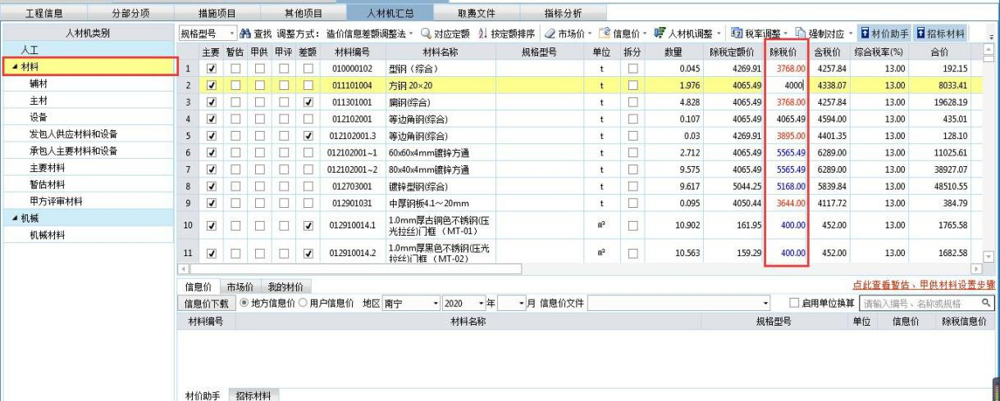 工程信息 分部分项 措施项目 其他项目 人材机汇总 取费文件 指标分析
人材机类别
人工
材料
辅材
主材
设备
发包人供应材料和设备
承包人主要材料和设备
主要材料
暂估材料
甲方评审材料
机械
机械材料
规格型号 查找 调整方式: 造价信息差额调整法 对应定额 按定额排序 市场价 信息价 人材机调整 税率调整 强制对应 材价助手 招标材料
主要 暂估 甲供 甲评 差额 材料编号 材料名称 规格型号 单位 拆分 数量 除税定额价 除税价 含税价 综合税率(%) 合价
1 010000102 型钢（综合） t 0.045 4269.91 3768.00 4257.84 13.00 192.15
2 011101004 方钢 20×20 t 1.976 4065.49 4000 4338.07 13.00 8033.41
3 011301001 扁钢(综合) t 4.828 4065.49 3768.00 4257.84 13.00 19628.19
4 012102001 等边角钢(综合) t 0.107 4065.49 4065.49 4594.00 13.00 435.01
5 012102001.3 等边角钢(综合) t 0.03 4269.91 3895.00 4401.35 13.00 128.10
6 012102001~1 60x60x4mm镀锌方通 t 2.712 4065.49 5565.49 6289.00 13.00 11025.61
7 012102001~2 80x40x4mm镀锌方通 t 9.575 4065.49 5565.49 6289.00 13.00 38927.07
8 012703001 镀锌型钢(综合) t 9.617 5044.25 5168.00 5839.84 13.00 48510.55
9 012901031 中厚钢板4.1～20mm t 0.095 4050.44 3644.00 4117.72 13.00 384.79
10 012910014.1 1.0mm厚古铜色不锈钢(压光拉丝)门框 （MT-01） m² 10.902 161.95 400.00 452.00 13.00 1765.58
11 012910014.2 1.0mm厚黑色不锈钢(压光拉丝)门框 （MT-02） m² 10.563 159.29 400.00 452.00 13.00 1682.58
信息价 市场价 我的材价 点此查看暂估、甲供材料设置步骤
信息价下载 地方信息价 用户信息价 地区 南宁 2020 年 月 信息价文件 启用单位换算 请输入编号、名称或规格
材料编号 材料名称 规格型号 单位 信息价 除税信息价
材价助手 招标材料